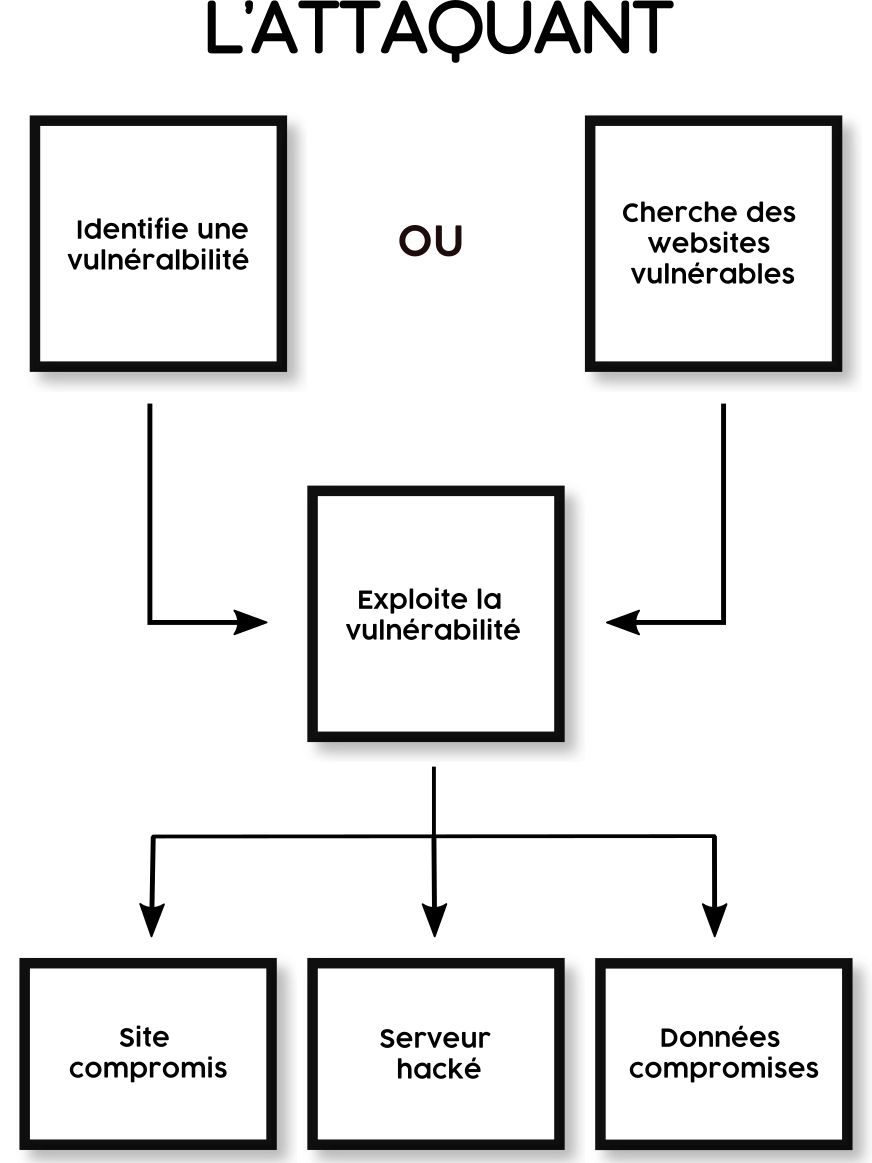 L'ATTAQUANT
Identifie une
vulnéralbilité
OU
Cherche des
websites
vulnérables
Exploite la
vulnérabilité
Site
compromis
Serveur
hacké
Données
compromises